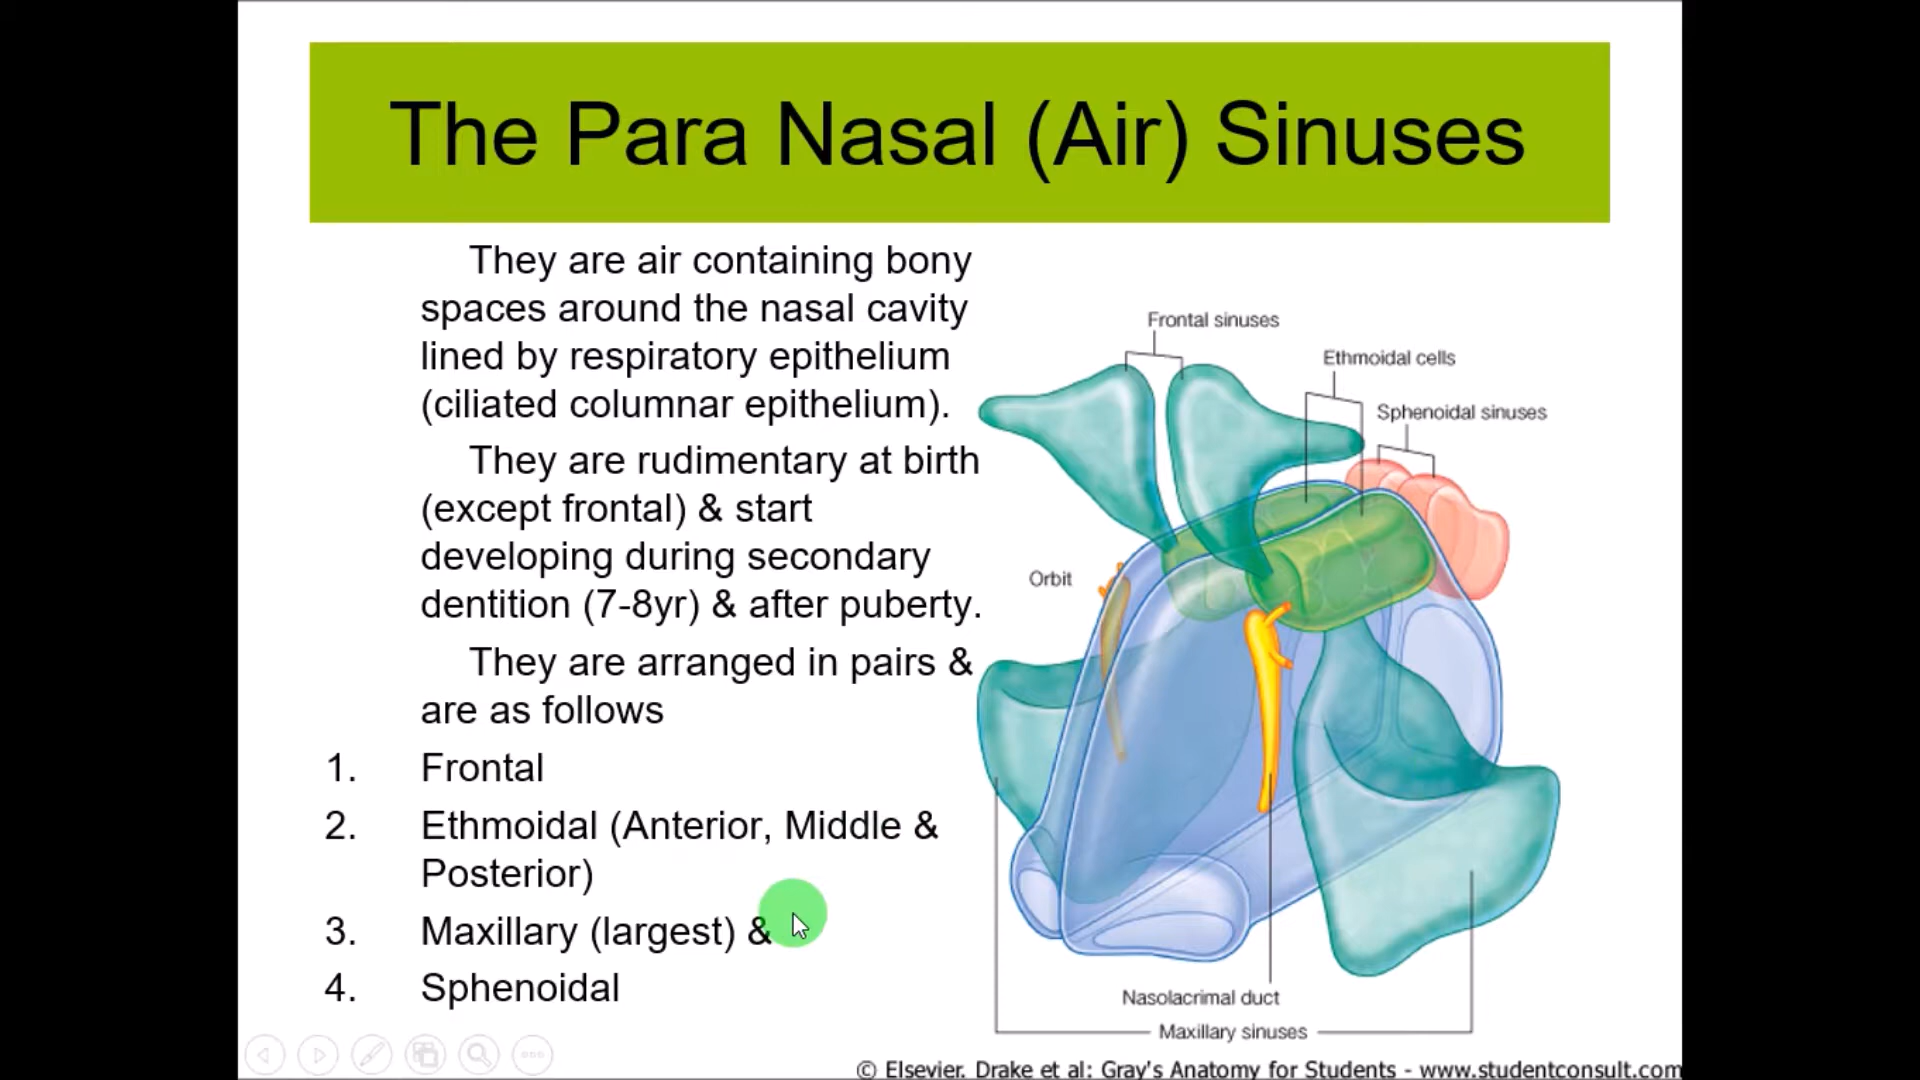 The Para Nasal (Air) Sinuses
They are air containing bony
spaces around the nasal cavity
lined by respiratory epithelium
(ciliated columnar epithelium).
They are rudimentary at birth
(except frontal) & start
developing during secondary
dentition (7-8yr) & after puberty.
They are arranged in pairs &
are as follows
1. Frontal
2. Ethmoidal (Anterior, Middle &
Posterior)
3. Maxillary (largest) &
4. Sphenoidal
Frontal sinuses
Ethmoidal cells
Sphenoidal sinuses
Orbit
Nasolacrimal duct
Maxillary sinuses
© Elsevier. Drake et al: Gray's Anatomy for Students - www.studentconsult.com